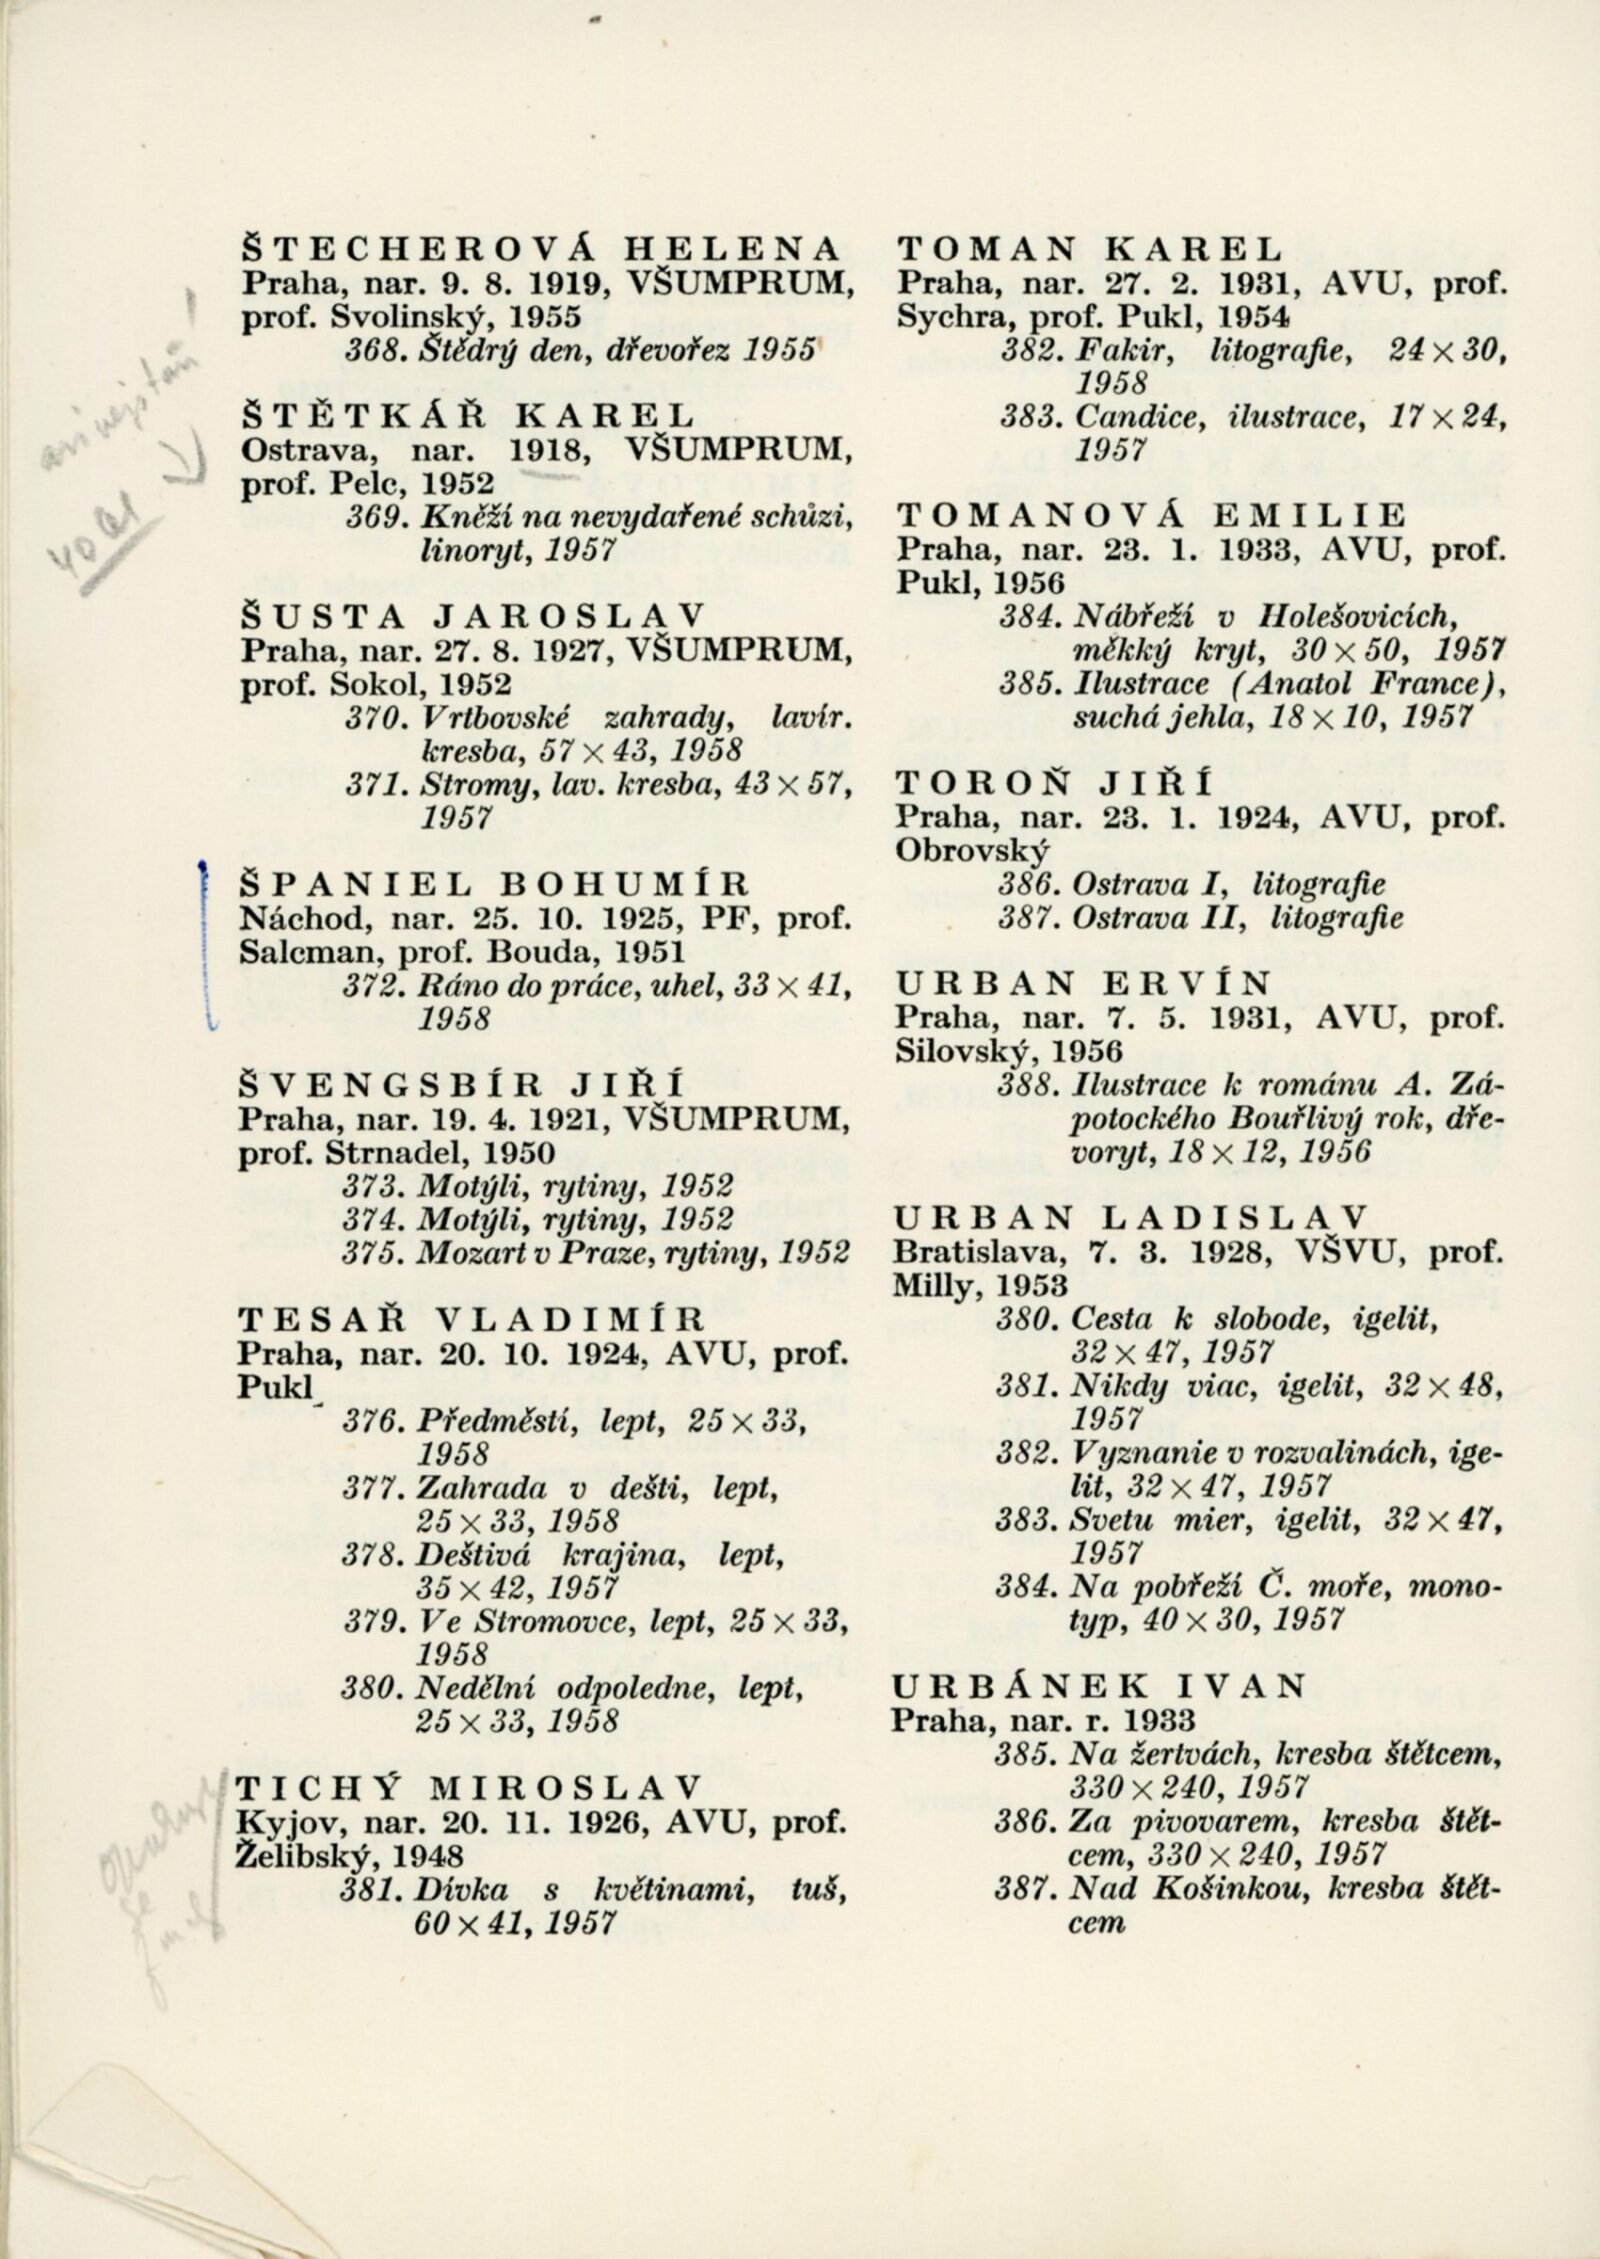 ŠTECHEROVÁ HELENA
Praha, nar. 9. 8. 1919, VŠUMPRUM,
prof. Svolinský, 1955
368. Štědrý den, dřevořez 1955
ŠTĚTKÁŘ KAREL
Ostrava, nar. 1918, VŠUMPRUM,
prof. Pelc, 1952
369. Kněží na nevydařené schůzi,
linoryt, 1957
ŠUSTA JAROSLAV
Praha, nar. 27. 8. 1927, VŠUMPRUM,
prof. Sokol, 1952
370. Vrtbovské zahrady, lavír.
kresba, 57 × 43, 1958
371. Stromy, lav. kresba, 43 × 57,
1957
ŠPANIEL BOHUMÍR
Náchod, nar. 25. 10. 1925, PF, prof.
Salcman, prof. Bouda, 1951
372. Ráno do práce, uhel, 33 × 41,
1958
ŠVENGSBÍR JIŘÍ
Praha, nar. 19. 4. 1921, VŠUMPRUM,
prof. Strnadel, 1950
373. Motýli, rytiny, 1952
374. Motýli, rytiny, 1952
375. Mozart v Praze, rytiny, 1952
TESAŘ VLADIMÍR
Praha, nar. 20. 10. 1924, AVU, prof.
Pukl
376. Předměstí, lept, 25 × 33,
1958
377. Zahrada v dešti, lept,
25 × 33, 1958
378. Deštivá krajina, lept,
35 × 42, 1957
379. Ve Stromovce, lept, 25 × 33,
1958
380. Nedělní odpoledne, lept,
25 × 33, 1958
TICHÝ MIROSLAV
Kyjov, nar. 20. 11. 1926, AVU, prof.
Želibský, 1948
381. Dívka s květinami, tuš,
60 × 41, 1957
TOMAN KAREL
Praha, nar. 27. 2. 1931, AVU, prof.
Sychra, prof. Pukl, 1954
382. Fakir, litografie, 24 × 30,
1958
383. Candice, ilustrace, 17 × 24,
1957
TOMANOVÁ EMILIE
Praha, nar. 23. 1. 1933, AVU, prof.
Pukl, 1956
384. Nábřeží v Holešovicích,
měkký kryt, 30 × 50, 1957
385. Ilustrace (Anatol France),
suchá jehla, 18 × 10, 1957
TOROŇ JIŘÍ
Praha, nar. 23. 1. 1924, AVU, prof.
Obrovský
386. Ostrava I, litografie
387. Ostrava II, litografie
URBAN ERVÍN
Praha, nar. 7. 5. 1931, AVU, prof.
Silovský, 1956
388. Ilustrace k románu A. Zá-
potockého Bouřlivý rok, dře-
voryt, 18 × 12, 1956
URBAN LADISLAV
Bratislava, 7. 3. 1928, VŠVU, prof.
Milly, 1953
380. Cesta k slobode, igelit,
32 × 47, 1957
381. Nikdy viac, igelit, 32 × 48,
1957
382. Vyznanie v rozvalinách, ige-
lit, 32 × 47, 1957
383. Svetu mier, igelit, 32 × 47,
1957
384. Na pobřeží Č. moře, mono-
typ, 40 × 30, 1957
URBÁNEK IVAN
Praha, nar. r. 1933
385. Na žertvách, kresba štětcem,
330 × 240, 1957
386. Za pivovarem, kresba štět-
cem, 330 × 240, 1957
387. Nad Košinkou, kresba štět-
cem